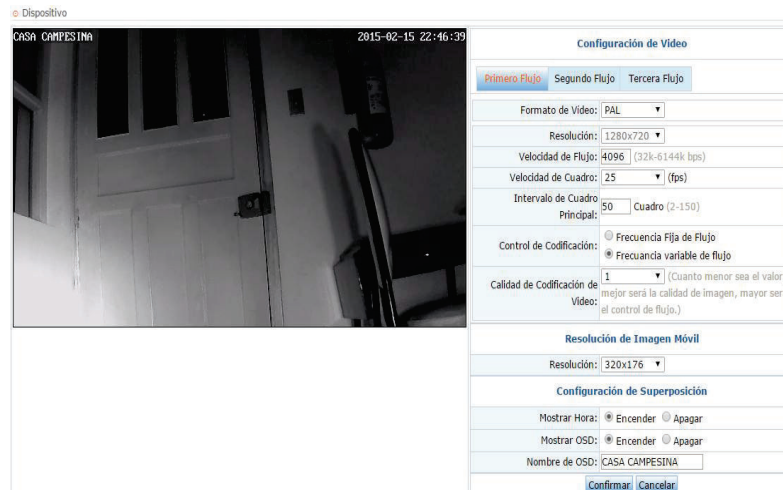 Dispositivo
CASA CAMPESINA 2015-02-15 22:46:39
Configuración de Video
Primero Flujo Segundo Flujo Tercera Flujo
Formato de Vídeo: PAL
Resolución: 1280x720
Velocidad de Flujo: 4096 (32k-6144k bps)
Velocidad de Cuadro: 25 (fps)
Intervalo de Cuadro
Principal: 50 Cuadro (2-150)
Control de Codificación: Frecuencia Fija de Flujo
Frecuancia variable de flujo
Calidad de Codificación de
Video: 1 (Cuanto menor sea el valor
mejor será la calidad de imagen, mayor ser
el control de flujo.)
Resolución de Imagen Móvil
Resolución: 320x176
Configuración de Superposición
Mostrar Hora: Encender Apagar
Mostrar OSD: Encender Apagar
Nombre de OSD: CASA CAMPESINA
Confirmar Cancelar